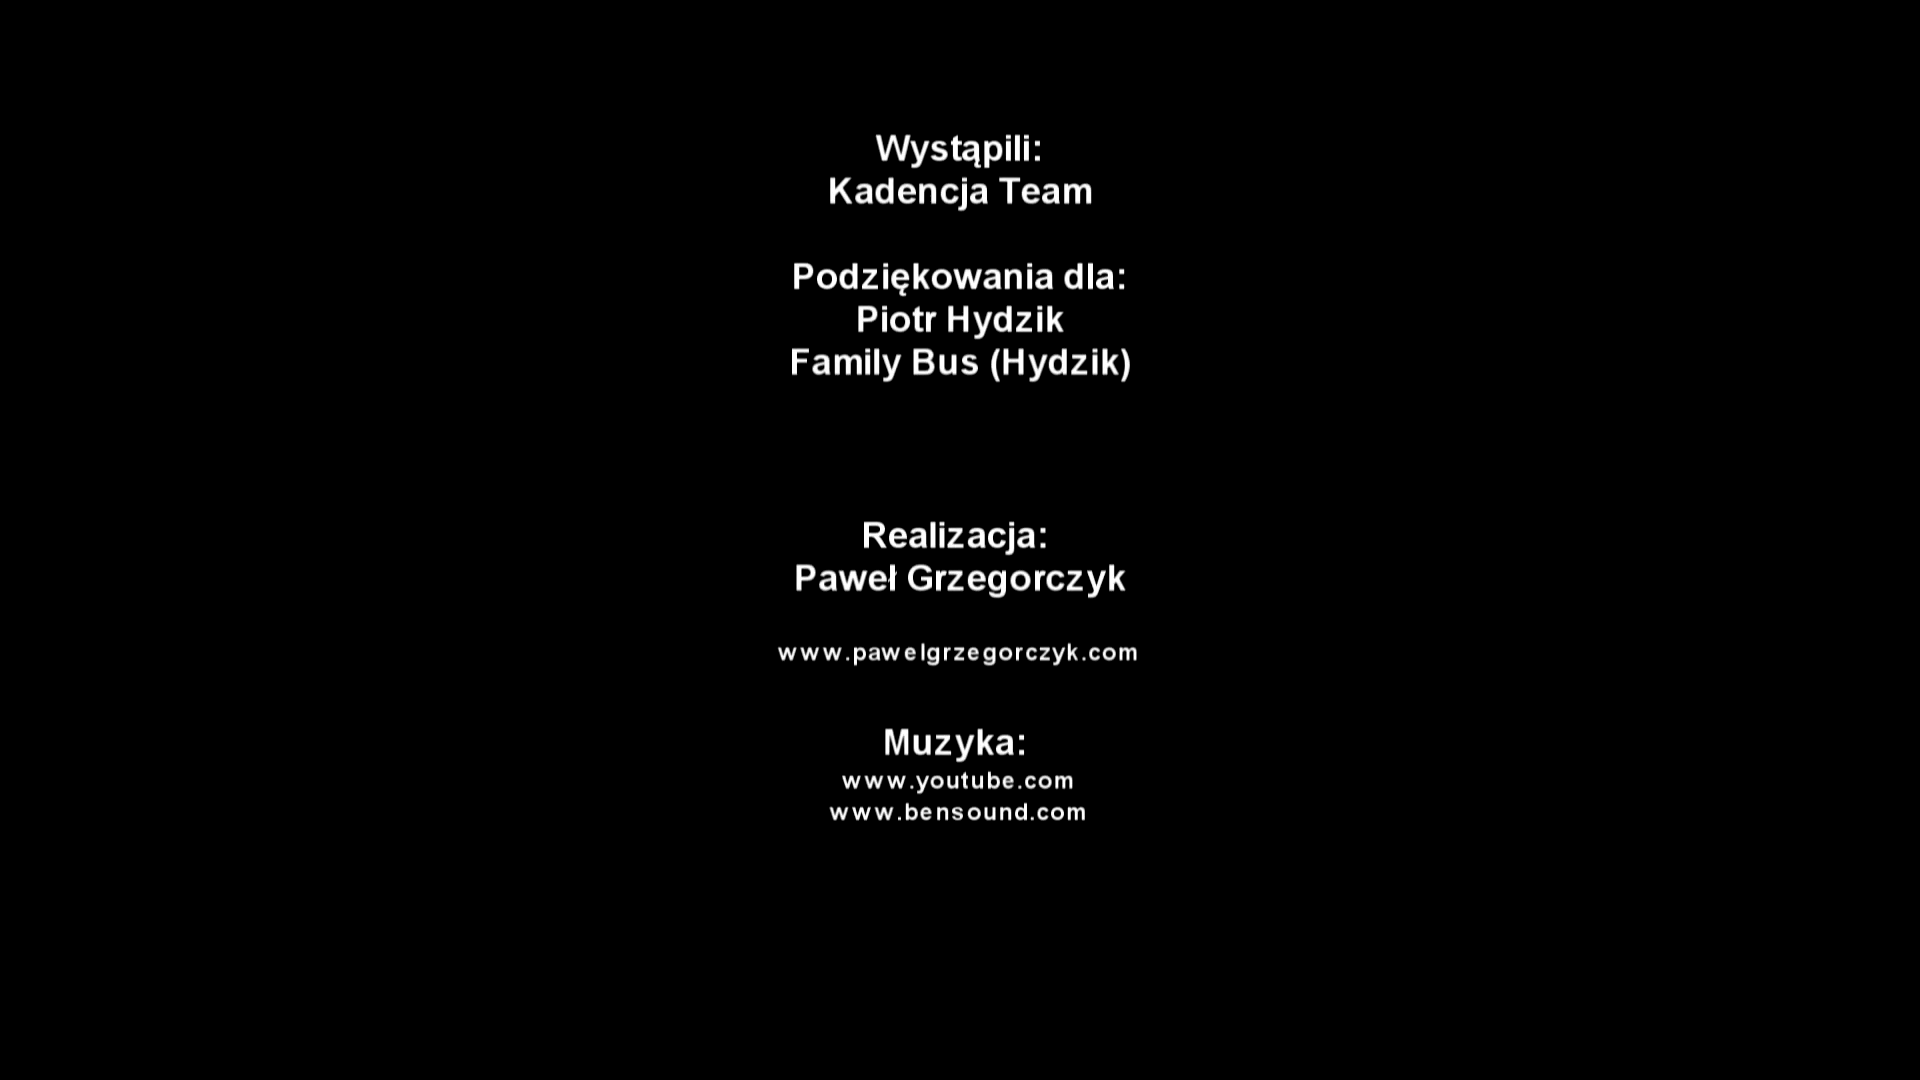 Wystąpili:
Kadencja Team
Podziękowania dla:
Piotr Hydzik
Family Bus (Hydzik)
Realizacja:
Paweł Grzegorczyk
www.pawelgrzegorczyk.com
Muzyka:
www.youtube.com
www.bensound.com